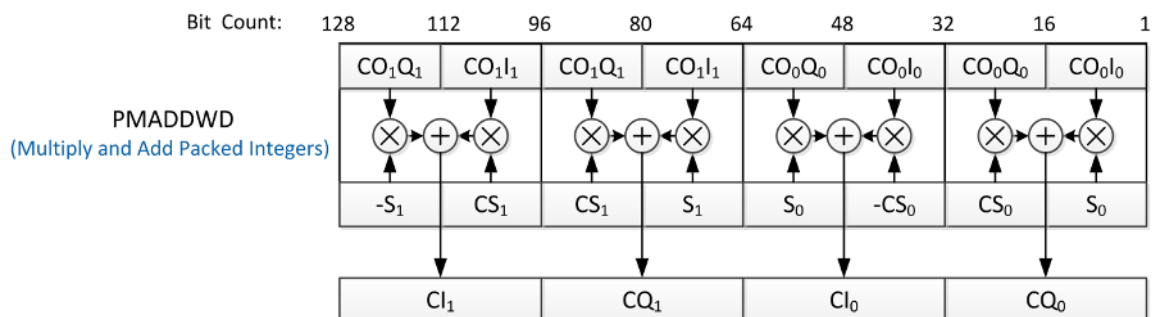 Bit Count: 128 112 96 80 64 48 32 16 1
CO₁Q₁ CO₁I₁ CO₁Q₁ CO₁I₁ CO₀Q₀ CO₀I₀ CO₀Q₀ CO₀I₀
PMADDWD
(Multiply and Add Packed Integers)
-S₁ CS₁ CS₁ S₁ S₀ -CS₀ CS₀ S₀
CI₁ CQ₁ CI₀ CQ₀